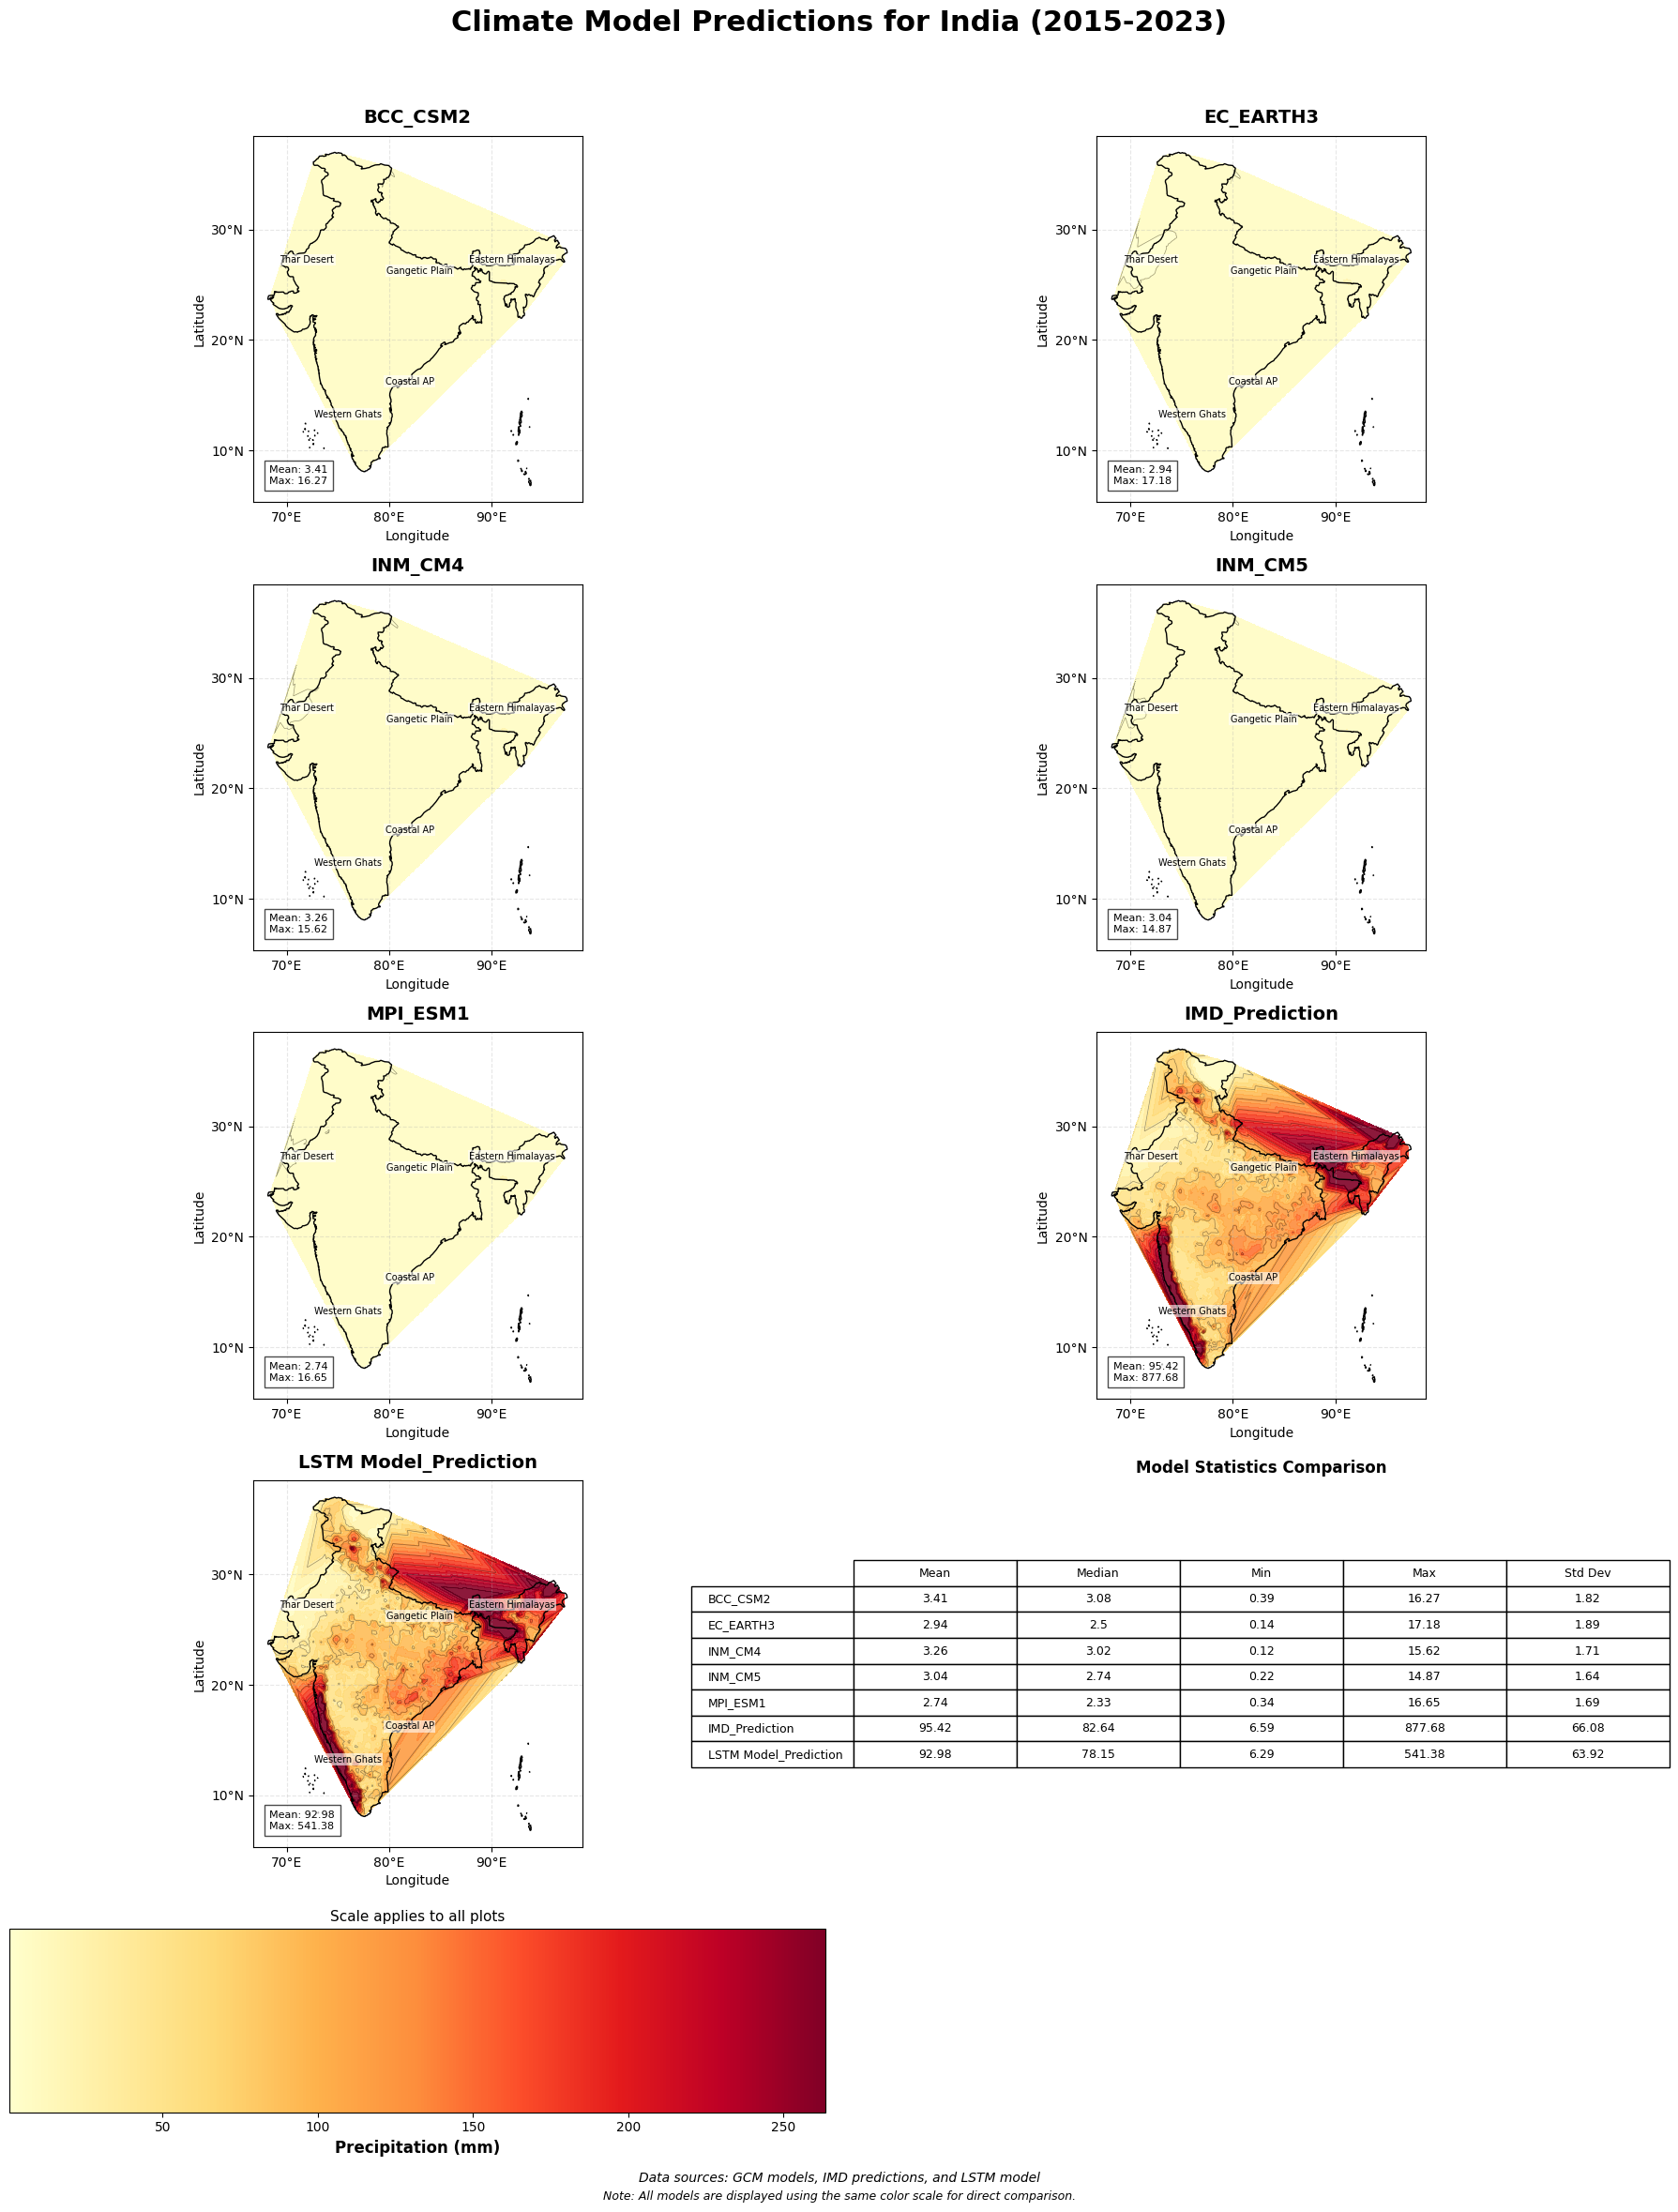 Climate Model Predictions for India (2015-2023)
BCC_CSM2
Latitude
30°N
20°N
10°N
Thar Desert
Gangetic Plain
Eastern Himalayas
Coastal AP
Western Ghats
Mean: 3.41
Max: 16.27
70°E 80°E 90°E
Longitude
EC_EARTH3
Latitude
30°N
20°N
10°N
Thar Desert
Gangetic Plain
Eastern Himalayas
Coastal AP
Western Ghats
Mean: 2.94
Max: 17.18
70°E 80°E 90°E
Longitude
INM_CM4
Latitude
30°N
20°N
10°N
Thar Desert
Gangetic Plain
Eastern Himalayas
Coastal AP
Western Ghats
Mean: 3.26
Max: 15.62
70°E 80°E 90°E
Longitude
INM_CM5
Latitude
30°N
20°N
10°N
Thar Desert
Gangetic Plain
Eastern Himalayas
Coastal AP
Western Ghats
Mean: 3.04
Max: 14.87
70°E 80°E 90°E
Longitude
MPI_ESM1
Latitude
30°N
20°N
10°N
Thar Desert
Gangetic Plain
Eastern Himalayas
Coastal AP
Western Ghats
Mean: 2.74
Max: 16.65
70°E 80°E 90°E
Longitude
IMD_Prediction
Latitude
30°N
20°N
10°N
Thar Desert
Gangetic Plain
Eastern Himalayas
Coastal AP
Western Ghats
Mean: 95.42
Max: 877.68
70°E 80°E 90°E
Longitude
LSTM Model_Prediction
Latitude
30°N
20°N
10°N
Thar Desert
Gangetic Plain
Eastern Himalayas
Coastal AP
Western Ghats
Mean: 92.98
Max: 541.38
70°E 80°E 90°E
Longitude
Model Statistics Comparison
Mean Median Min Max Std Dev
BCC_CSM2 3.41 3.08 0.39 16.27 1.82
EC_EARTH3 2.94 2.5 0.14 17.18 1.89
INM_CM4 3.26 3.02 0.12 15.62 1.71
INM_CM5 3.04 2.74 0.22 14.87 1.64
MPI_ESM1 2.74 2.33 0.34 16.65 1.69
IMD_Prediction 95.42 82.64 6.59 877.68 66.08
LSTM Model_Prediction 92.98 78.15 6.29 541.38 63.92
Scale applies to all plots
50 100 150 200 250
Precipitation (mm)
Data sources: GCM models, IMD predictions, and LSTM model
Note: All models are displayed using the same color scale for direct comparison.